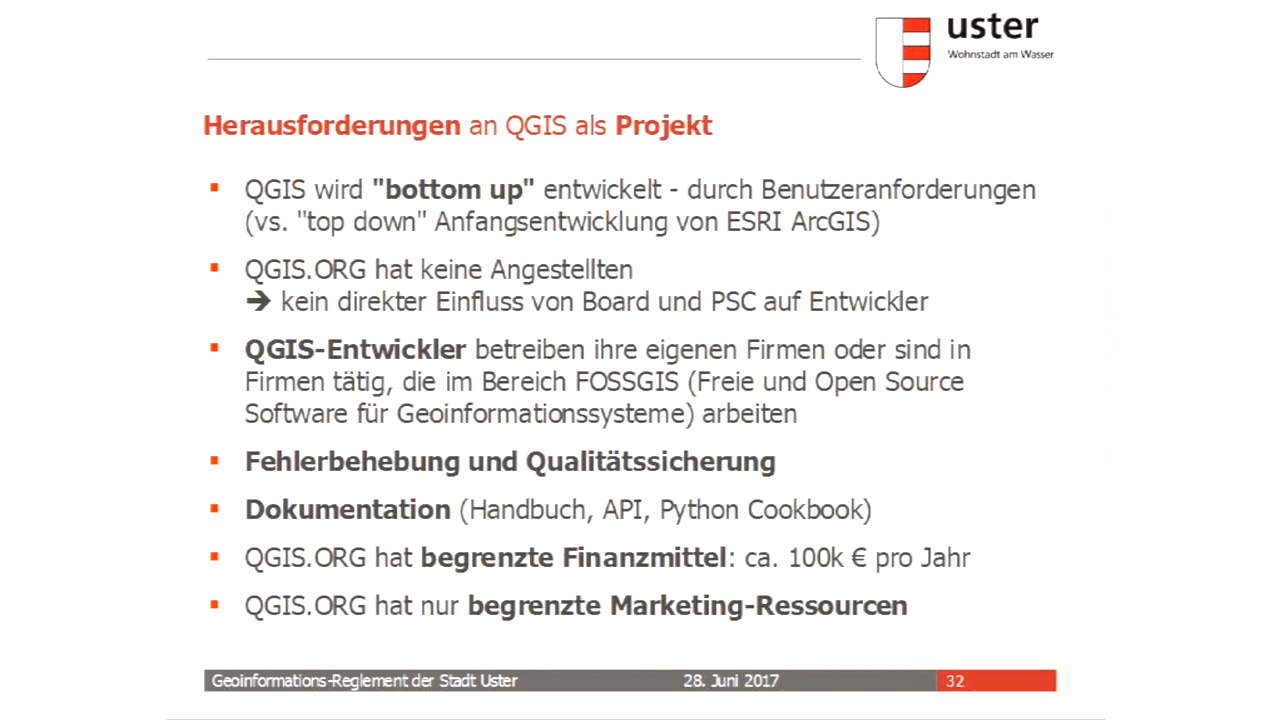 uster
Wohnstadt am Wasser
Herausforderungen an QGIS als Projekt
▪ QGIS wird "bottom up" entwickelt - durch Benutzeranforderungen
(vs. "top down" Anfangsentwicklung von ESRI ArcGIS)
▪ QGIS.ORG hat keine Angestellten
➔ kein direkter Einfluss von Board und PSC auf Entwickler
▪ QGIS-Entwickler betreiben ihre eigenen Firmen oder sind in
Firmen tätig, die im Bereich FOSSGIS (Freie und Open Source
Software für Geoinformationssysteme) arbeiten
▪ Fehlerbehebung und Qualitätssicherung
▪ Dokumentation (Handbuch, API, Python Cookbook)
▪ QGIS.ORG hat begrenzte Finanzmittel: ca. 100k € pro Jahr
▪ QGIS.ORG hat nur begrenzte Marketing-Ressourcen
Geoinformations-Reglement der Stadt Uster 28. Juni 2017 32